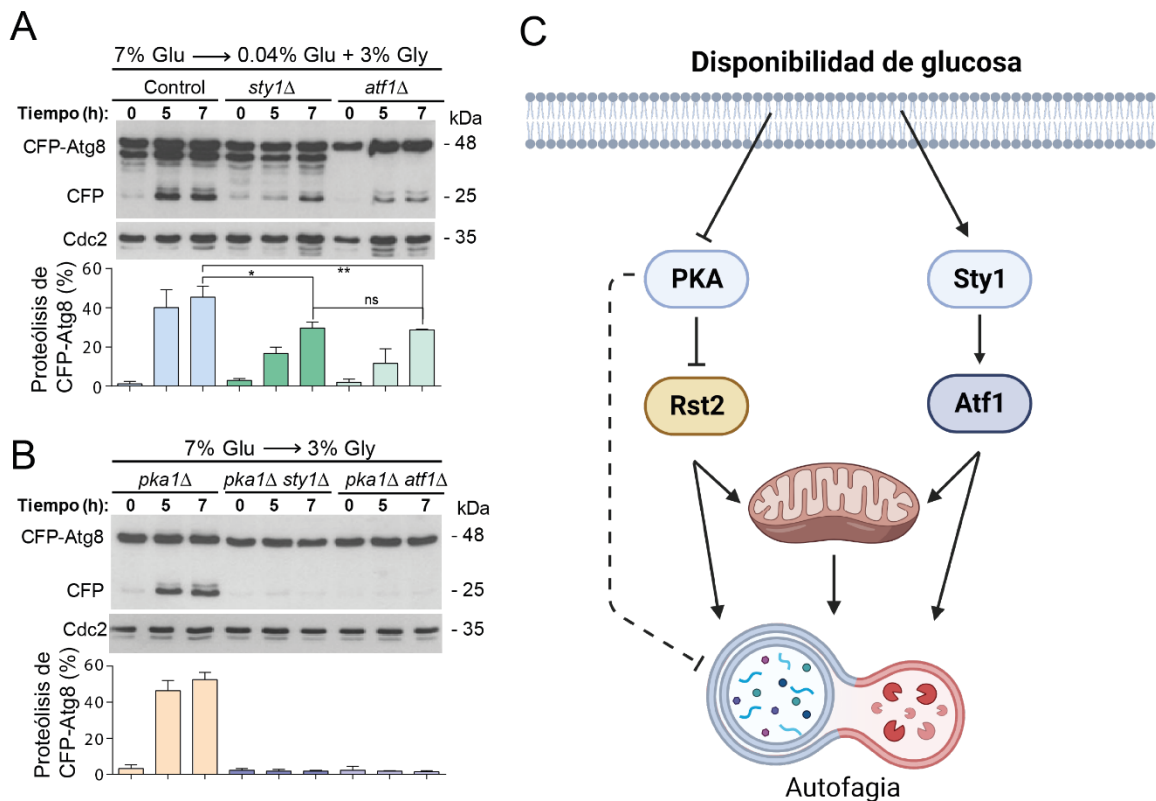 A
7% Glu ⟶ 0.04% Glu + 3% Gly
Control sty1Δ atf1Δ
Tiempo (h): 0 5 7 0 5 7 0 5 7 kDa
CFP-Atg8 - 48
CFP - 25
Cdc2 - 35
Proteólisis de
CFP-Atg8 (%)
60
40
20
0
* **
ns
B
7% Glu ⟶ 3% Gly
pka1Δ pka1Δ sty1Δ pka1Δ atf1Δ
Tiempo (h): 0 5 7 0 5 7 0 5 7 kDa
CFP-Atg8 - 48
CFP - 25
Cdc2 - 35
Proteólisis de
CFP-Atg8 (%)
60
40
20
0
C
Disponibilidad de glucosa
PKA Sty1
Rst2 Atf1
Autofagia